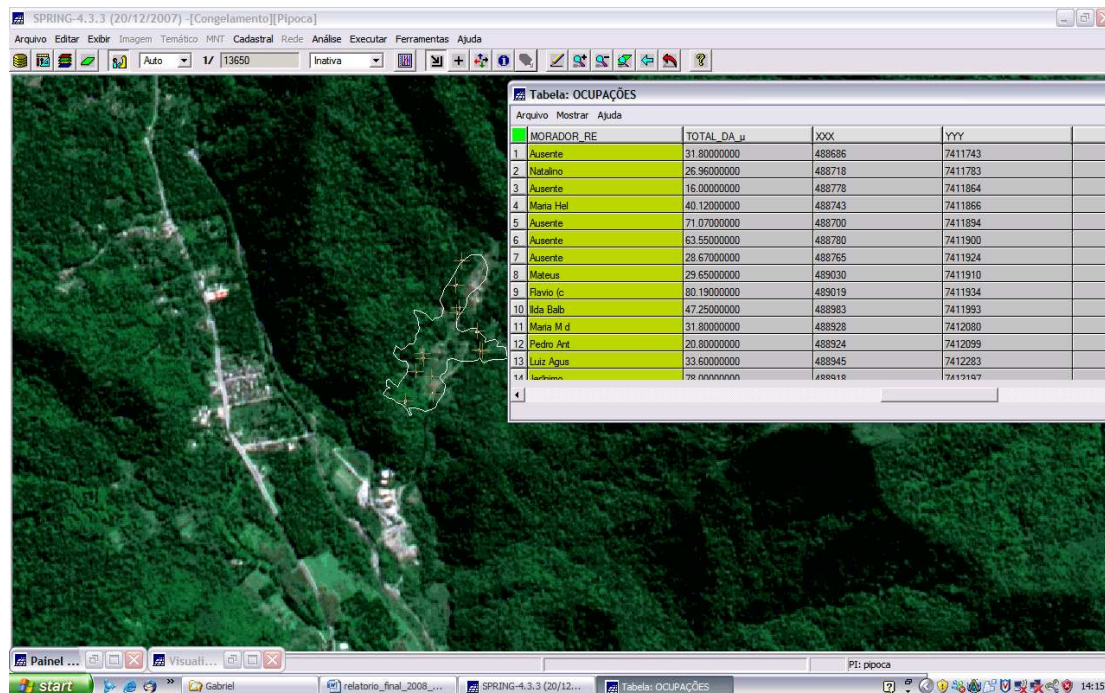 SPRING-4.3.3 (20/12/2007) -[Congelamento][Pipoca]
Arquivo Editar Exibir Imagem Temático MNT Cadastral Rede Análise Executar Ferramentas Ajuda
Auto 1/ 13650 Inativa
Tabela: OCUPAÇÕES
Arquivo Mostrar Ajuda
MORADOR_RE TOTAL_DA_µ XXX YYY
1 Ausente 31.80000000 488686 7411743
2 Natalino 26.96000000 488718 7411783
3 Ausente 16.00000000 488778 7411864
4 Maria Hel 40.12000000 488743 7411866
5 Ausente 71.07000000 488700 7411894
6 Ausente 63.55000000 488780 7411900
7 Ausente 28.67000000 488765 7411924
8 Mateus 29.65000000 489030 7411910
9 Flavio (c 80.19000000 489019 7411934
10 Ilda Balb 47.25000000 488983 7411993
11 Maria M d 31.80000000 488928 7412080
12 Pedro Ant 20.80000000 488924 7412099
13 Luiz Agus 33.60000000 488945 7412283
14 78.00000000 488918 7412197
PI: pipoca
Painel ... Visuali...
start Gabriel relatorio_final_2008_... SPRING-4.3.3 (20/12... Tabela: OCUPAÇÕES 14:15